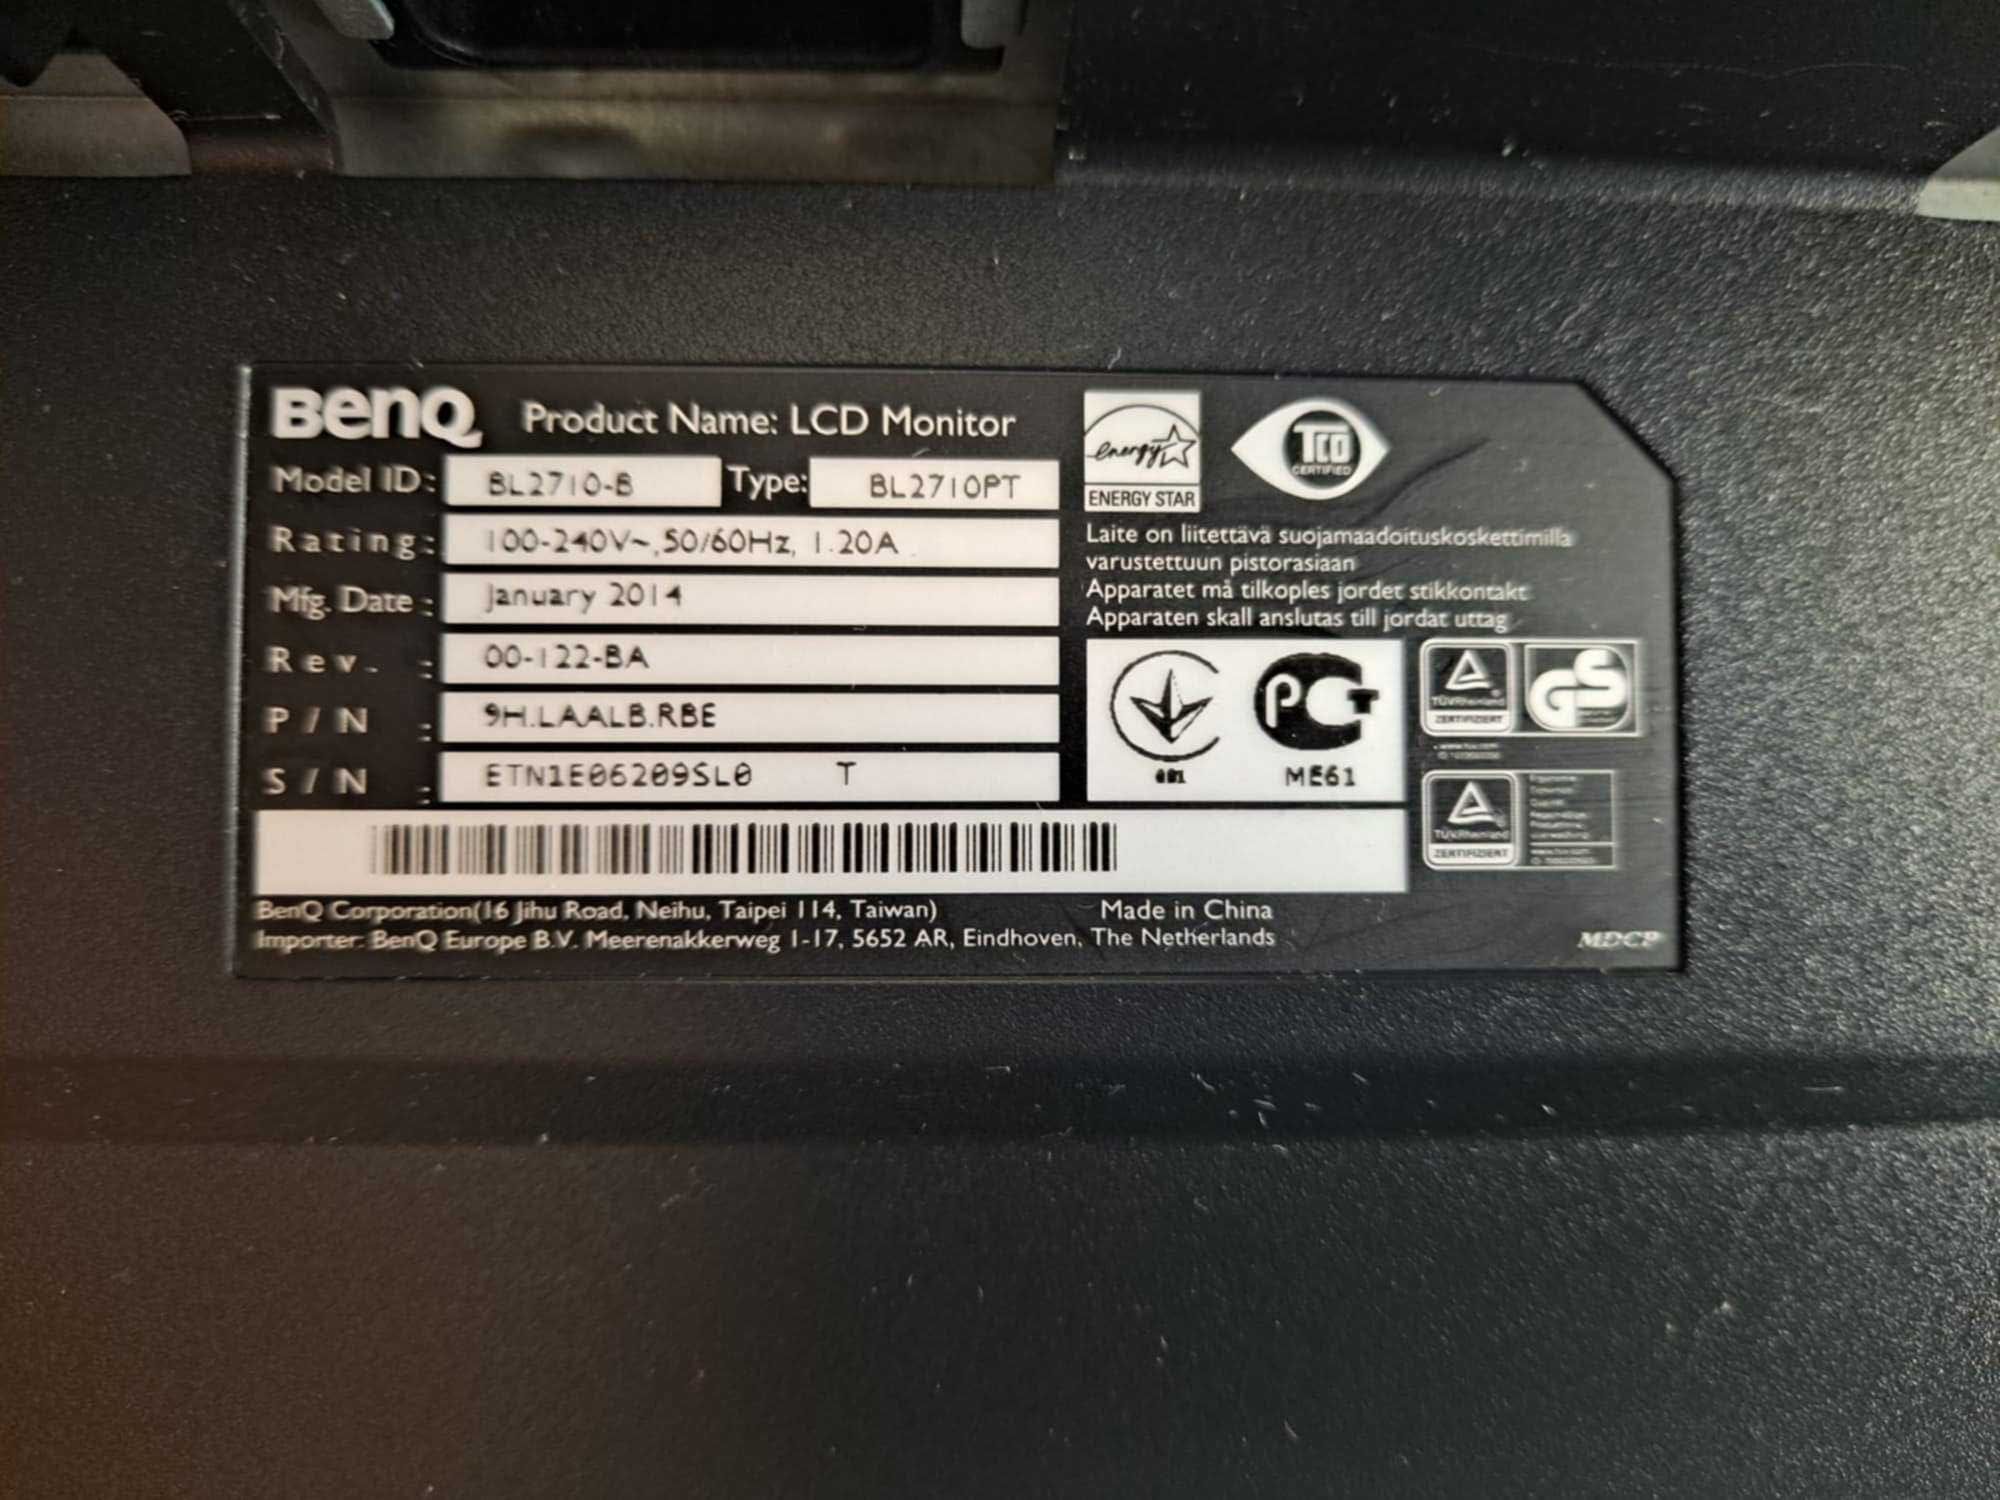 BenQ Product Name: LCD Monitor
Model ID: BL2710-B Type: BL2710PT
Rating: 100-240V~, 50/60Hz, 1.20A
Mfg. Date: January 2014
Rev. : 00-122-BA
P/N : 9H.LAALB.RBE
S/N : ETN1E06209SL0 T
energy
ENERGY STAR
TCO
CERTIFIED
Laite on liitettävä suojamaadoituskoskettimilla
varustettuun pistorasiaan
Apparatet må tilkoples jordet stikkontakt
Apparaten skall anslutas till jordat uttag
PCT
ME61
TÜVRheinland
ZERTIFIZIERT
GS
TÜVRheinland
ZERTIFIZIERT
BenQ Corporation(16 Jihu Road, Neihu, Taipei 114, Taiwan) Made in China
Importer: BenQ Europe B.V. Meerenakkerweg 1-17, 5652 AR, Eindhoven, The Netherlands
MDCP